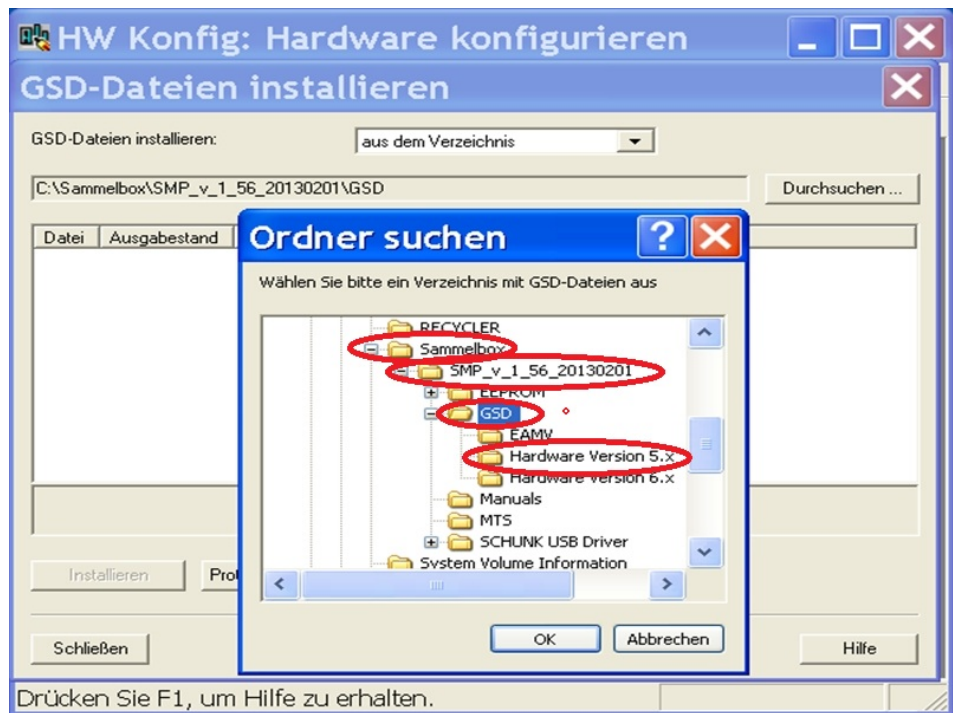 HW Konfig: Hardware konfigurieren
GSD-Dateien installieren
GSD-Dateien installieren:
aus dem Verzeichnis
C:\Sammelbox\SMP_v_1_56_20130201\GSD
Durchsuchen ...
Datei
Ausgabestand
Ordner suchen
Wählen Sie bitte ein Verzeichnis mit GSD-Dateien aus
RECYCLER
Sammelbox
SMP_v_1_56_20130201
EEPROM
GSD
EAMV
Hardware Version 5.x
Hardware Version 6.x
Manuals
MTS
SCHUNK USB Driver
System Volume Information
Installieren
OK
Abbrechen
Schließen
Hilfe
Drücken Sie F1, um Hilfe zu erhalten.